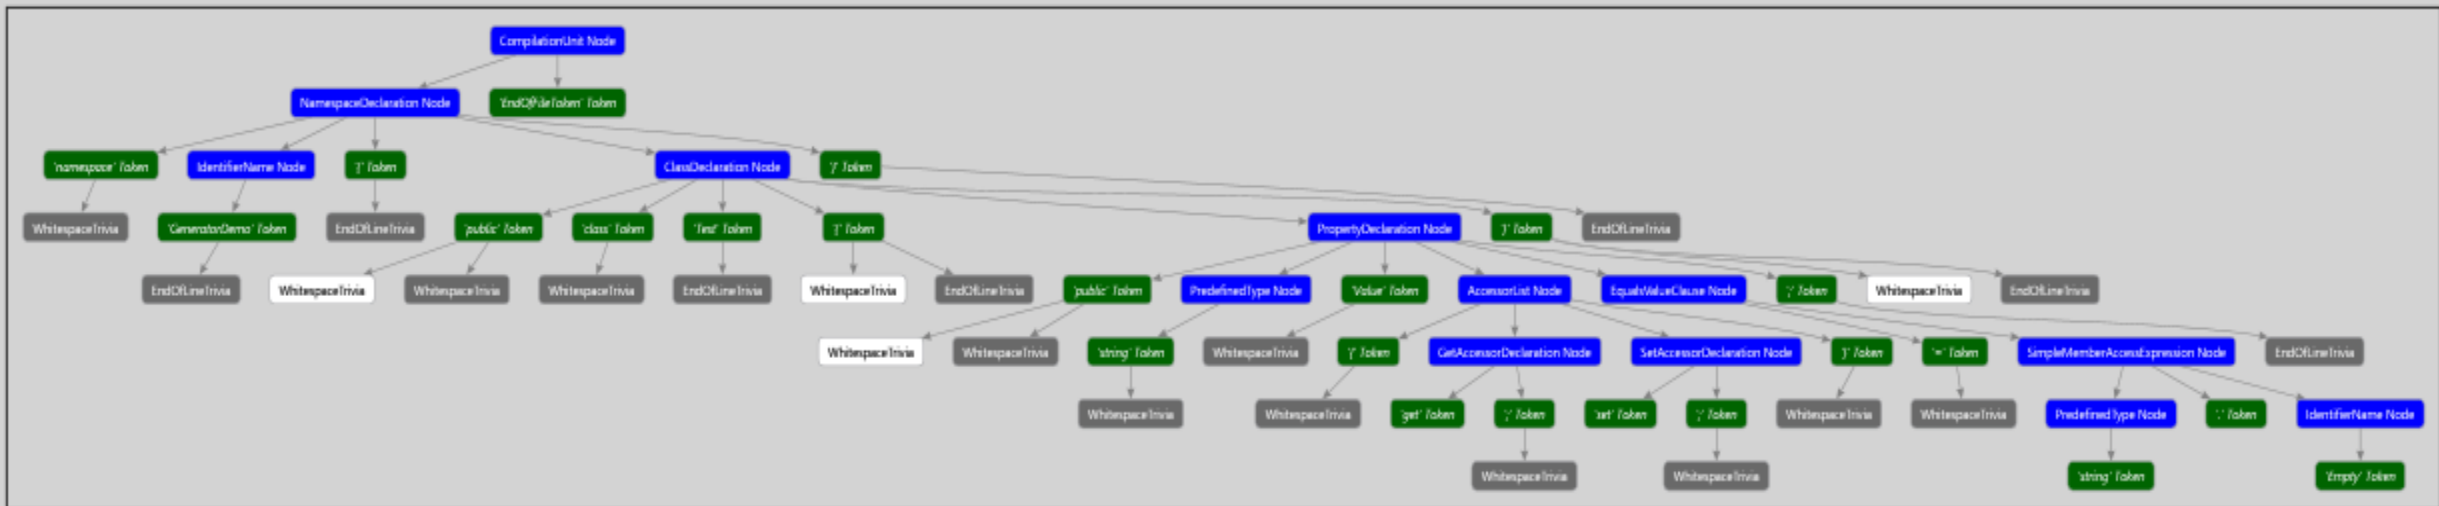 CompilationUnit Node
NamespaceDeclaration Node 'EndOfFileToken' Token
'namespace' Token IdentifierName Node '{' Token ClassDeclaration Node '}' Token
WhitespaceTrivia 'GeneratorDemo' Token EndOfLineTrivia 'public' Token 'class' Token 'Test' Token '{' Token PropertyDeclaration Node '}' Token EndOfLineTrivia
EndOfLineTrivia WhitespaceTrivia WhitespaceTrivia WhitespaceTrivia EndOfLineTrivia WhitespaceTrivia EndOfLineTrivia 'public' Token PredefinedType Node 'Value' Token AccessorList Node EqualsValueClause Node ';' Token WhitespaceTrivia EndOfLineTrivia
WhitespaceTrivia WhitespaceTrivia 'string' Token WhitespaceTrivia '{' Token GetAccessorDeclaration Node SetAccessorDeclaration Node '}' Token '=' Token SimpleMemberAccessExpression Node EndOfLineTrivia
WhitespaceTrivia WhitespaceTrivia 'get' Token ';' Token 'set' Token ';' Token WhitespaceTrivia WhitespaceTrivia PredefinedType Node '.' Token IdentifierName Node
WhitespaceTrivia WhitespaceTrivia 'string' Token 'Empty' Token